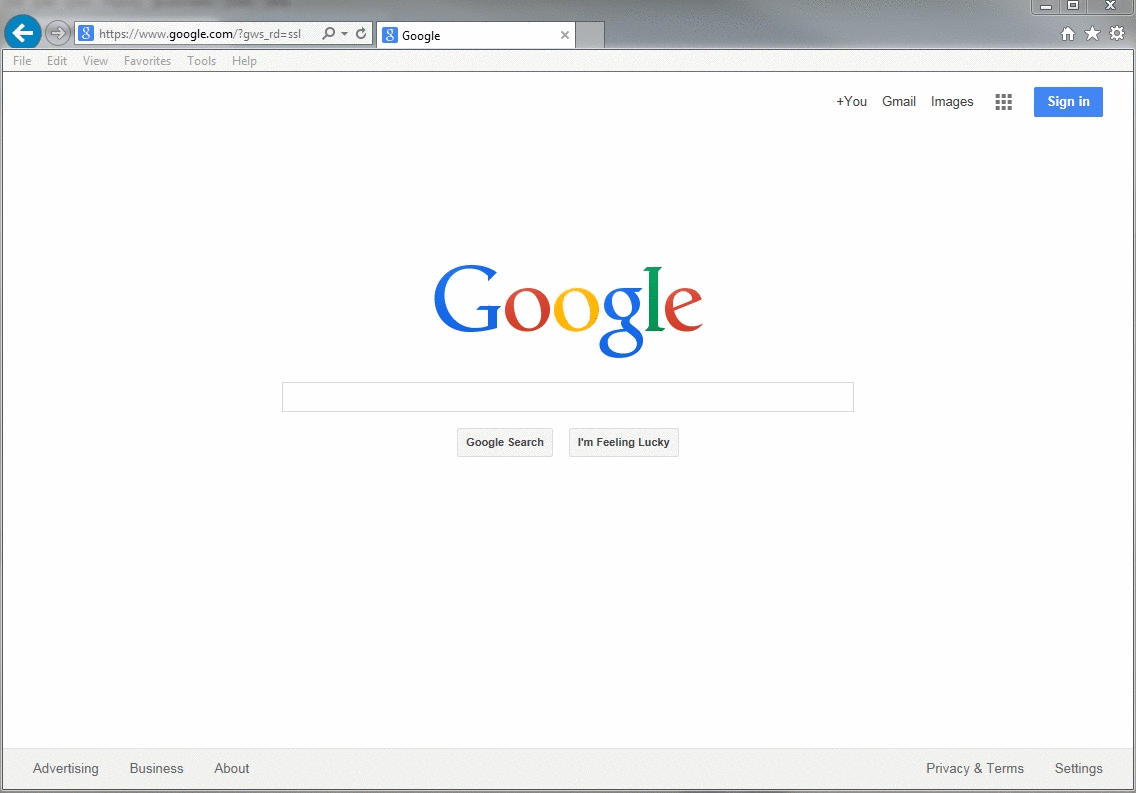 https://www.google.com/?gws_rd=ssl
Google
File Edit View Favorites Tools Help
+You Gmail Images Sign in
Google
Google Search I'm Feeling Lucky
Advertising Business About Privacy & Terms Settings